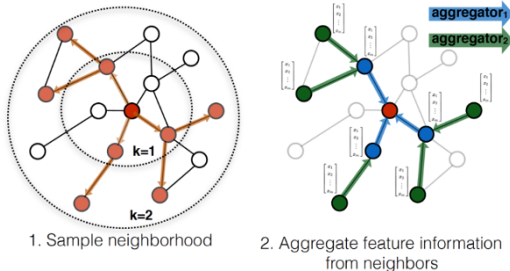 aggregator₁
aggregator₂
k=1
k=2
1. Sample neighborhood
2. Aggregate feature information
from neighbors